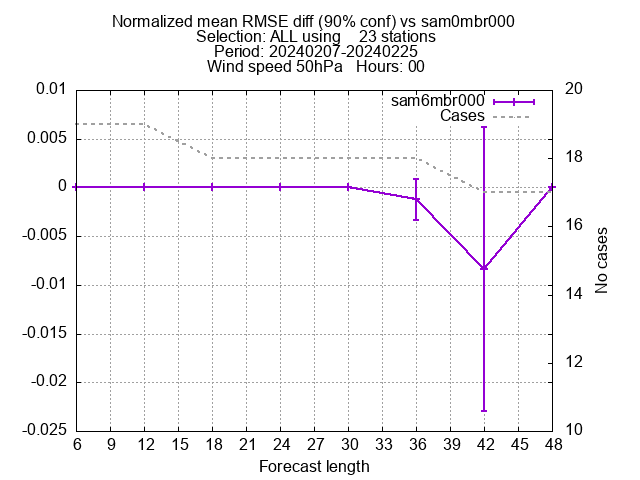 Normalized mean RMSE diff (90% conf) vs sam0mbr000
Selection: ALL using    23 stations
Period: 20240207-20240225
Wind speed 50hPa   Hours: 00
sam6mbr000
Cases
0.01
0.005
0
-0.005
-0.01
-0.015
-0.02
-0.025
20
18
16
14
12
10
No cases
6 9 12 15 18 21 24 27 30 33 36 39 42 45 48
Forecast length